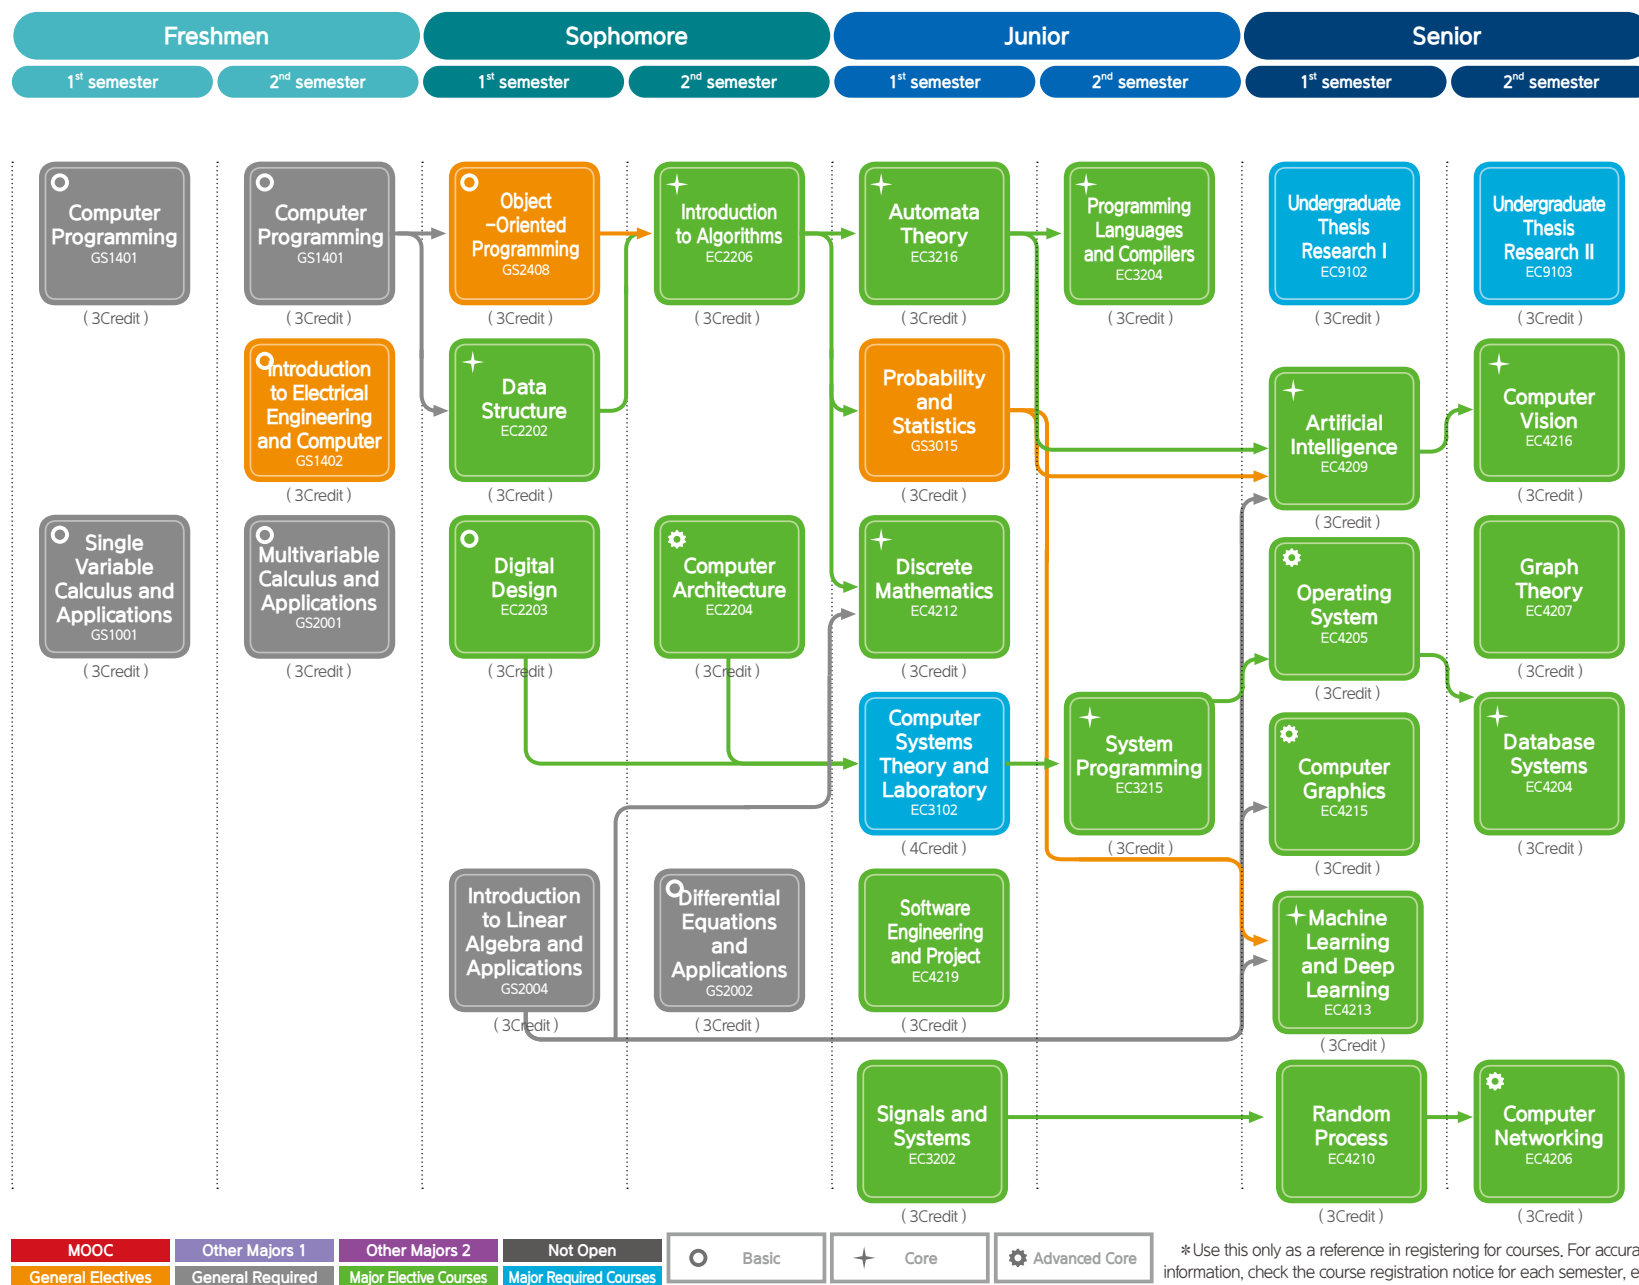 Freshmen
Sophomore
Junior
Senior
1st semester
2nd semester
1st semester
2nd semester
1st semester
2nd semester
1st semester
2nd semester
Computer
Programming
GS1401
(3Credit)
Computer
Programming
GS1401
(3Credit)
Object
-Oriented
Programming
GS2408
(3Credit)
Introduction
to Algorithms
EC2206
(3Credit)
Automata
Theory
EC3216
(3Credit)
Programming
Languages
and Compilers
EC3204
(3Credit)
Undergraduate
Thesis
Research I
EC9102
(3Credit)
Undergraduate
Thesis
Research II
EC9103
(3Credit)
Introduction
to Electrical
Engineering
and Computer
GS1402
(3Credit)
Data
Structure
EC2202
(3Credit)
Probability
and
Statistics
GS3015
(3Credit)
Artificial
Intelligence
EC4209
(3Credit)
Computer
Vision
EC4216
(3Credit)
Single
Variable
Calculus and
Applications
GS1001
(3Credit)
Multivariable
Calculus and
Applications
GS2001
(3Credit)
Digital
Design
EC2203
(3Credit)
Computer
Architecture
EC2204
(3Credit)
Discrete
Mathematics
EC4212
(3Credit)
Operating
System
EC4205
(3Credit)
Graph
Theory
EC4207
(3Credit)
Computer
Systems
Theory and
Laboratory
EC3102
(4Credit)
System
Programming
EC3215
(3Credit)
Computer
Graphics
EC4215
(3Credit)
Database
Systems
EC4204
(3Credit)
Introduction
to Linear
Algebra and
Applications
GS2004
(3Credit)
Differential
Equations
and
Applications
GS2002
(3Credit)
Software
Engineering
and Project
EC4219
(3Credit)
Machine
Learning
and Deep
Learning
EC4213
(3Credit)
Signals and
Systems
EC3202
(3Credit)
Random
Process
EC4210
(3Credit)
Computer
Networking
EC4206
(3Credit)
MOOC
Other Majors 1
Other Majors 2
Not Open
General Electives
General Required
Major Elective Courses
Major Required Courses
Basic
Core
Advanced Core
*Use this only as a reference in registering for courses. For
information, check the course registration notice for each semester,